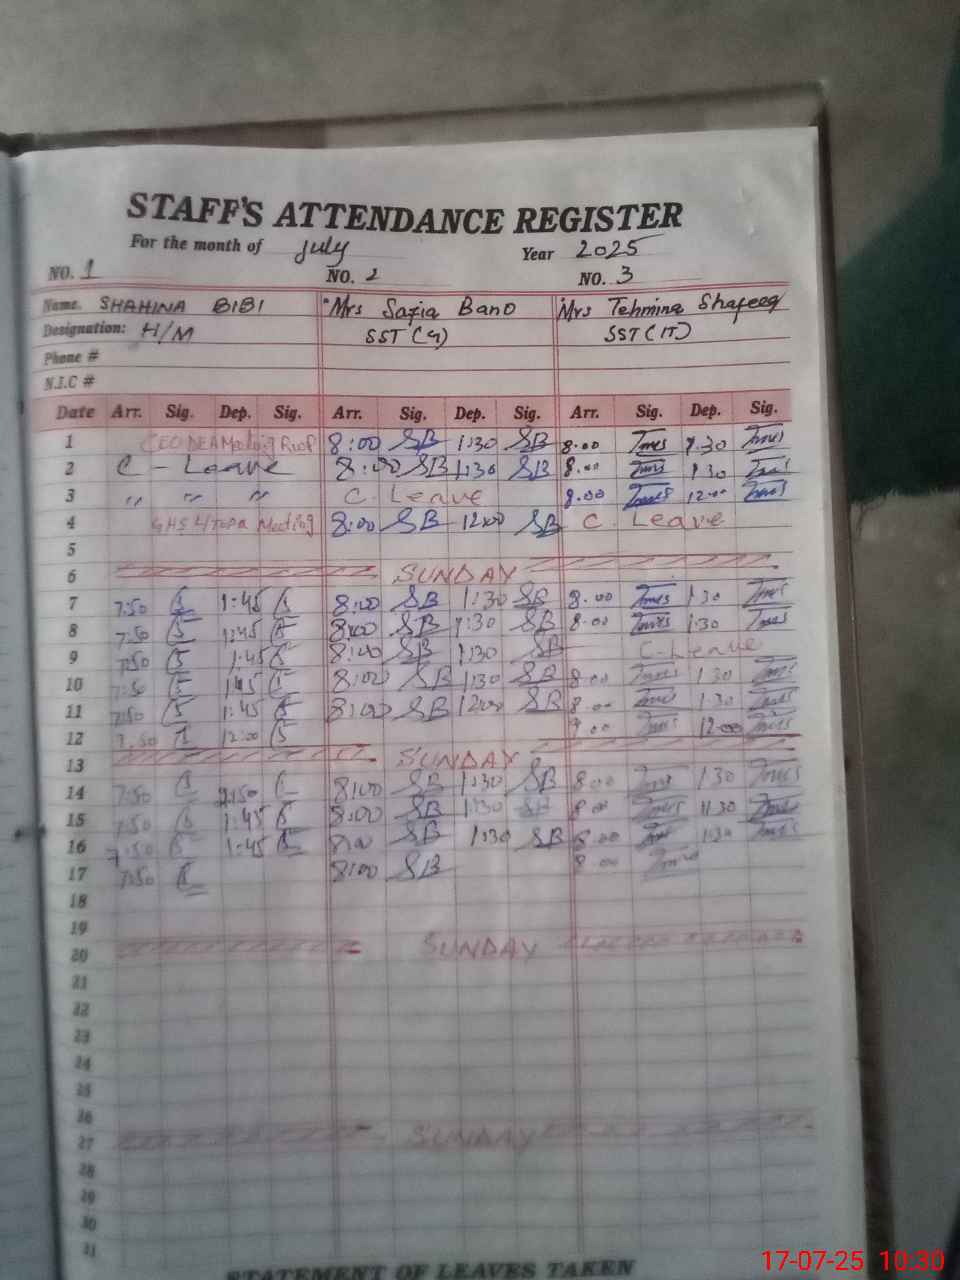 STAFF'S ATTENDANCE REGISTER
For the month of July Year 2025
NO. 1 NO. 2 NO. 3
Name. SHAHINA BIBI Mrs Safia Bano Mrs Tehmina Shafeeq
Designation: H/M SST (G) SST (IT)
Phone #
N.I.C #
Date Arr. Sig. Dep. Sig. Arr. Sig. Dep. Sig. Arr. Sig. Dep. Sig.
1 CEO DEA Meeting 8:00 SB 1:30 SB 8.00 1.30
2 C - Leave 8:00 SB 1:30 SB 8.00 1 30
3 〃 〃 〃 C. Leave 8.00 12.00
4 GHS Meeting 8:00 SB 12:00 SB C. Leave
5
6 SUNDAY
7 7:50 1:45 8:00 SB 1:30 SB 8.00 1 30
8 7:50 1:45 8:00 SB 1:30 SB 8.00 1.30
9 7:50 1:45 8:00 SB 1:30 SB C-Leave
10 7:50 1:45 8:00 SB 1:30 SB 8.00 1 30
11 7:50 1:45 8:00 SB 12:00 SB 8.00 1.30
12 7.50 12:00 12.00
13 SUNDAY
14 7:50 8:00 SB 1:30 SB 8.00 1 30
15 7:50 1:45 8:00 SB 1:30 SB 8.00
16 7:50 1:45 8:00 SB 1:30 SB 8.00 1:30
17 7:50 8:00 SB 8.00
18
19
20 SUNDAY
21
22
23
24
25
26
27 SUNDAY
28
29
30
31
STATEMENT OF LEAVES TAKEN
17-07-25 10:30